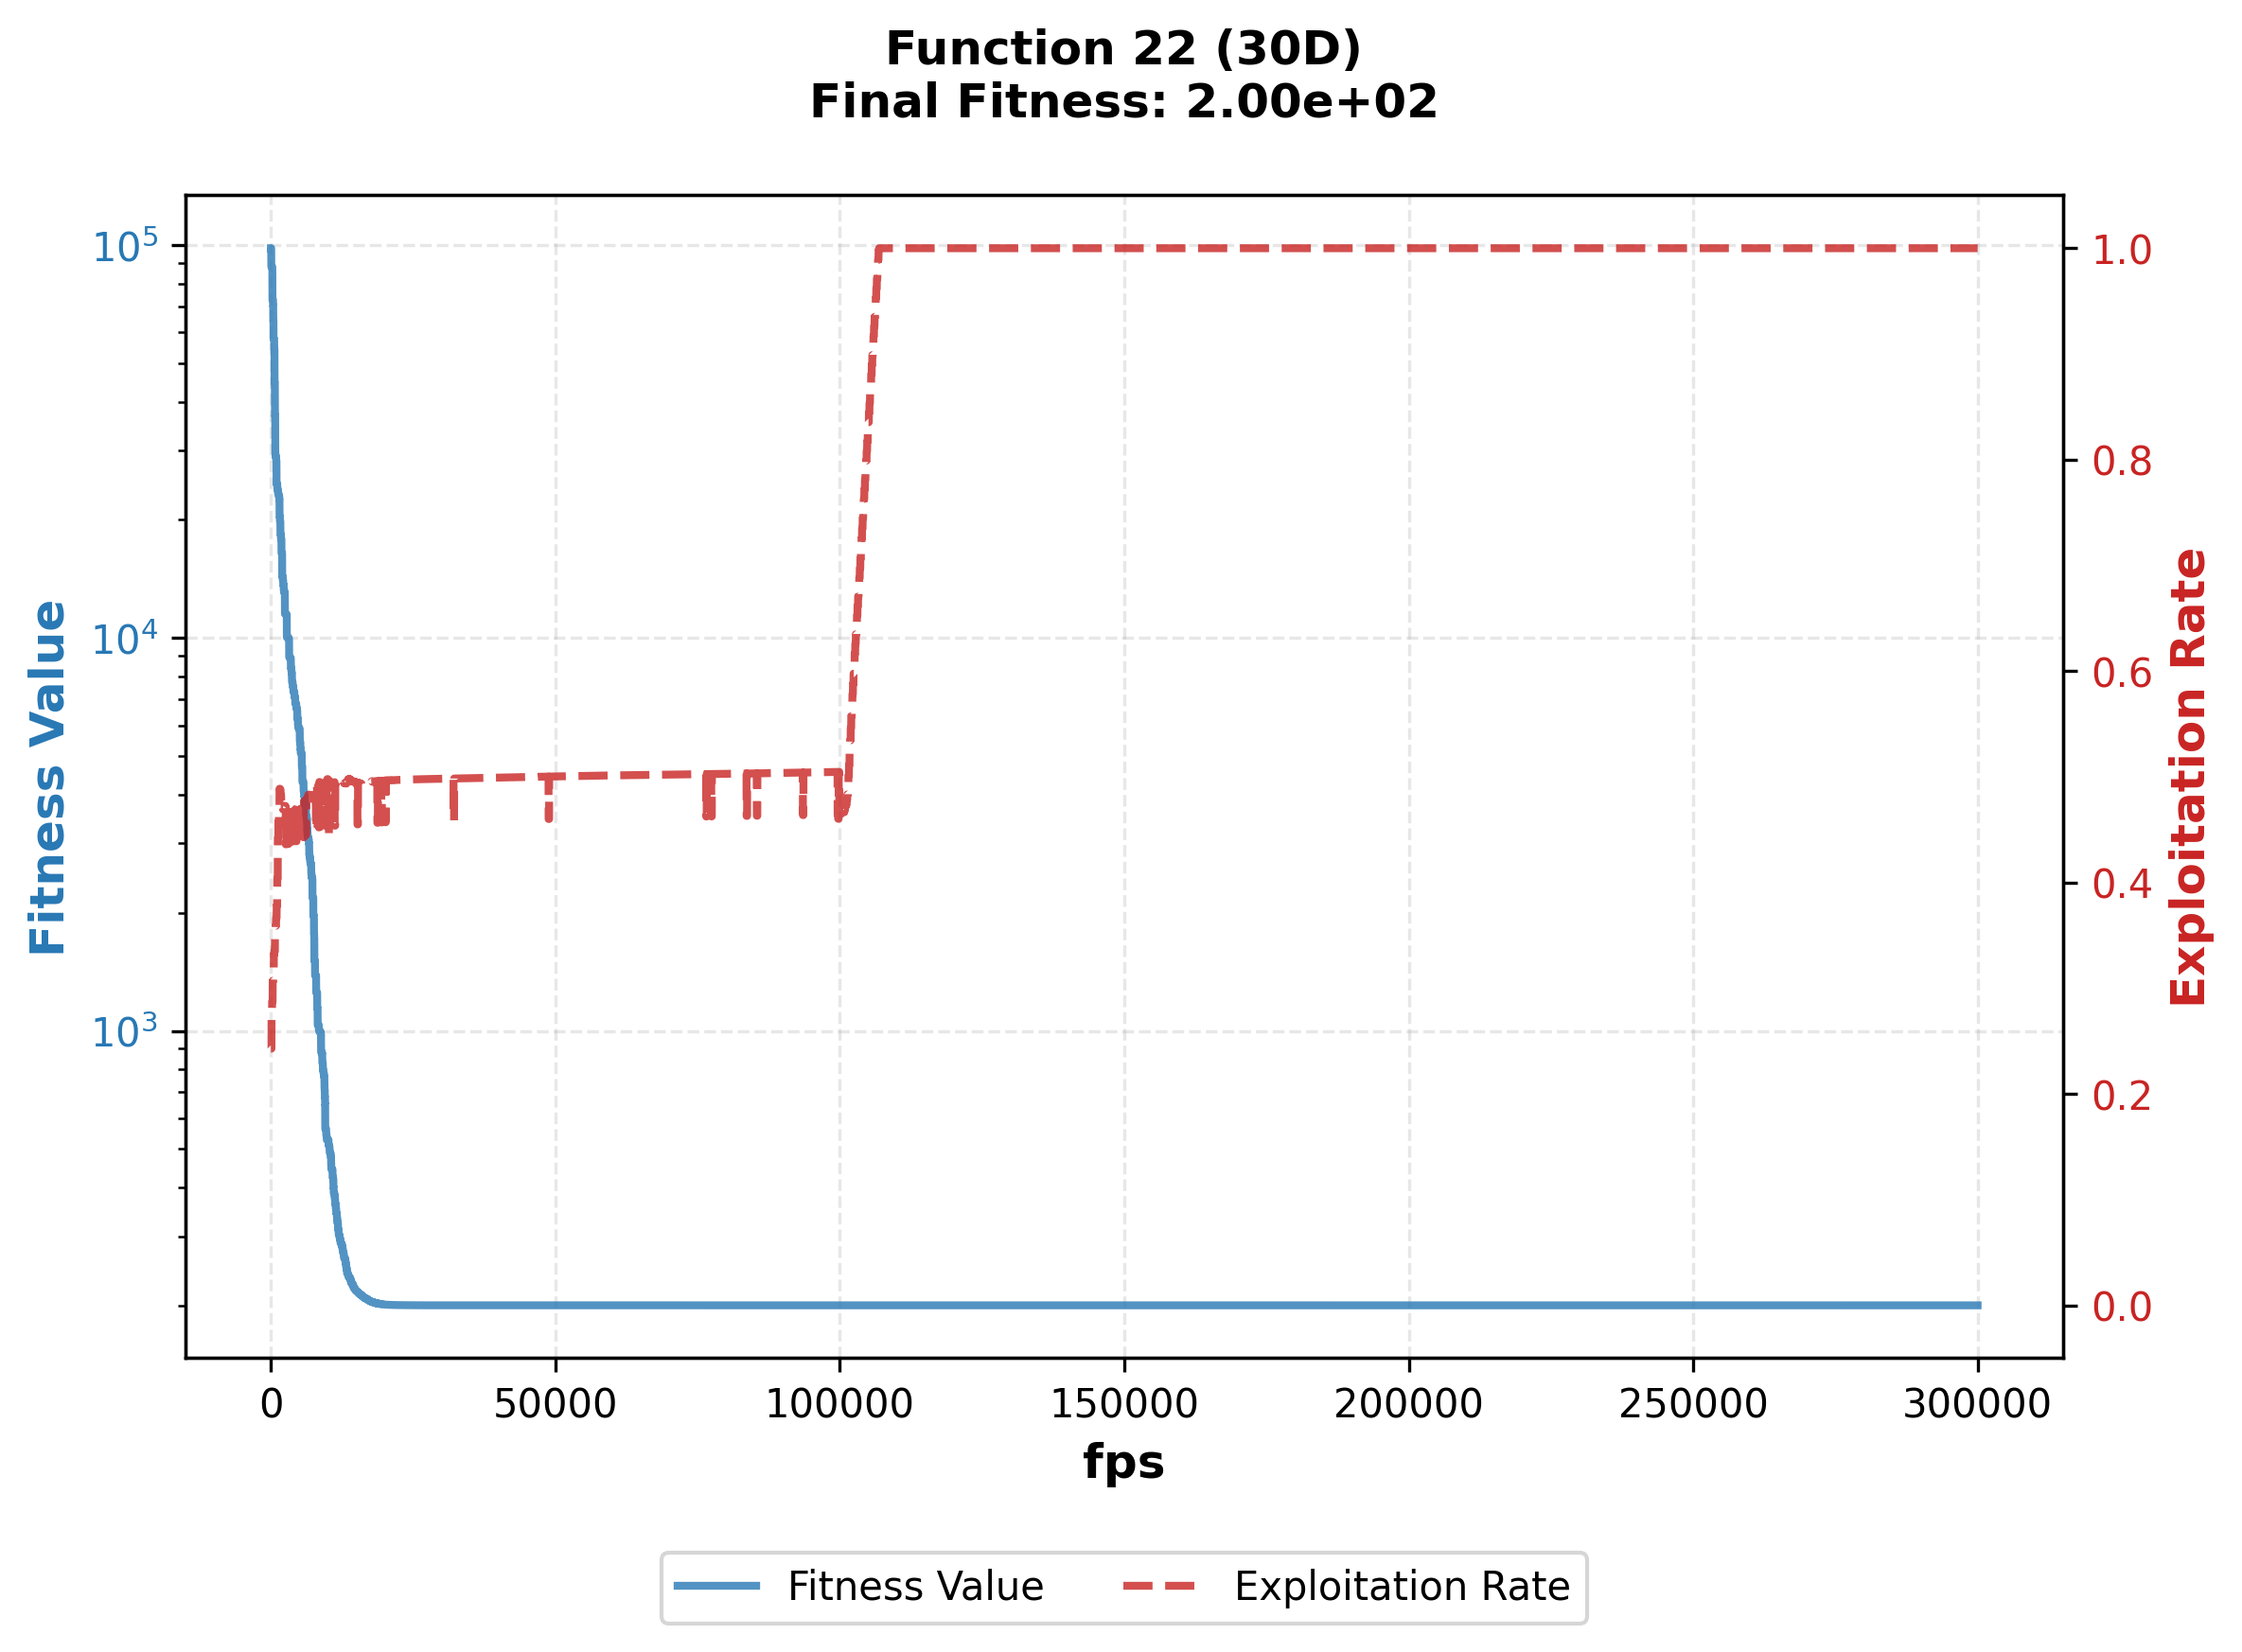 Function 22 (30D)
Final Fitness: 2.00e+02
Fitness Value
10⁵
10⁴
10³
Exploitation Rate
1.0
0.8
0.6
0.4
0.2
0.0
0 50000 100000 150000 200000 250000 300000
fps
Fitness Value Exploitation Rate